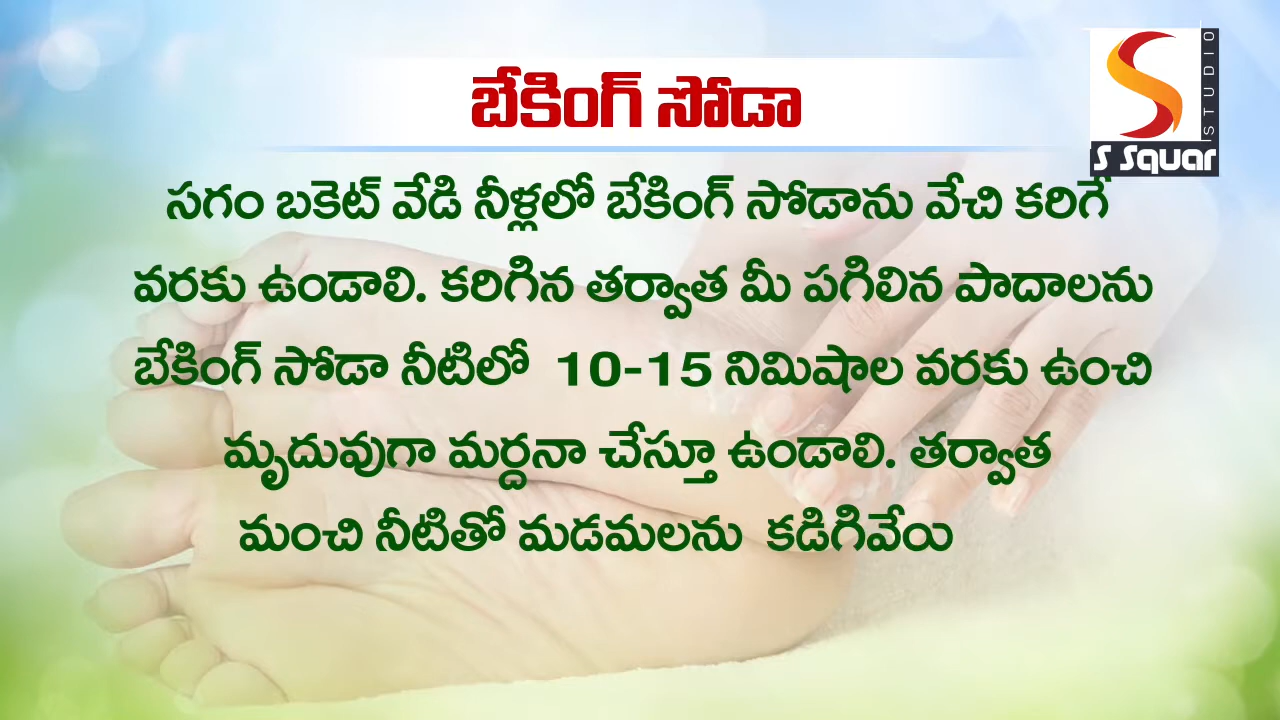 బేకింగ్ సోడా
STUDIO
S Squar
సగం బకెట్ వేడి నీళ్లలో బేకింగ్ సోడాను వేచి కరిగే
వరకు ఉండాలి. కరిగిన తర్వాత మీ పగిలిన పాదాలను
బేకింగ్ సోడా నీటిలో 10-15 నిమిషాల వరకు ఉంచి
మృదువుగా మర్దనా చేస్తూ ఉండాలి. తర్వాత
మంచి నీటితో మడమలను కడిగివేయి